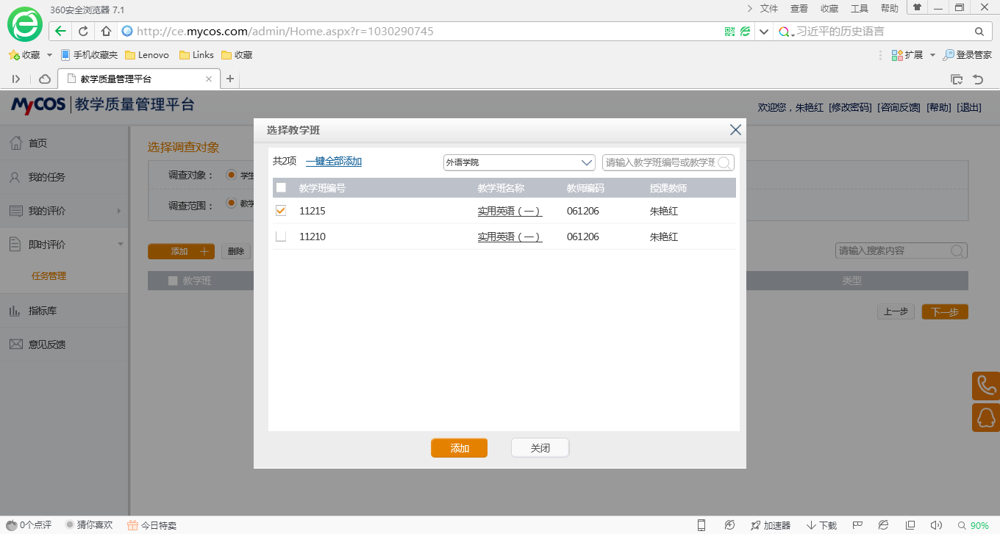 360安全浏览器 7.1
文件 查看 收藏 工具 帮助
http://ce.mycos.com/admin/Home.aspx?r=1030290745
习近平的历史语言
收藏 手机收藏夹 Lenovo Links 收藏
扩展 登录管家
教学质量管理平台
MyCOS 教学质量管理平台
欢迎您，朱艳红 [修改密码] [咨询反馈] [帮助] [退出]
首页
我的任务
我的评价
即时评价
任务管理
指标库
意见反馈
选择调查对象
调查对象： 学生
调查范围： 教学
添加 删除
请输入搜索内容
教学班 类型
上一步 下一步
选择教学班
共2项 一键全部添加 外语学院 请输入教学班编号或教学班
教学班编号 教学班名称 教师编码 授课教师
11215 实用英语（一） 061206 朱艳红
11210 实用英语（一） 061206 朱艳红
添加 关闭
0个点评 猜你喜欢 今日特卖
加速器 下载 90%